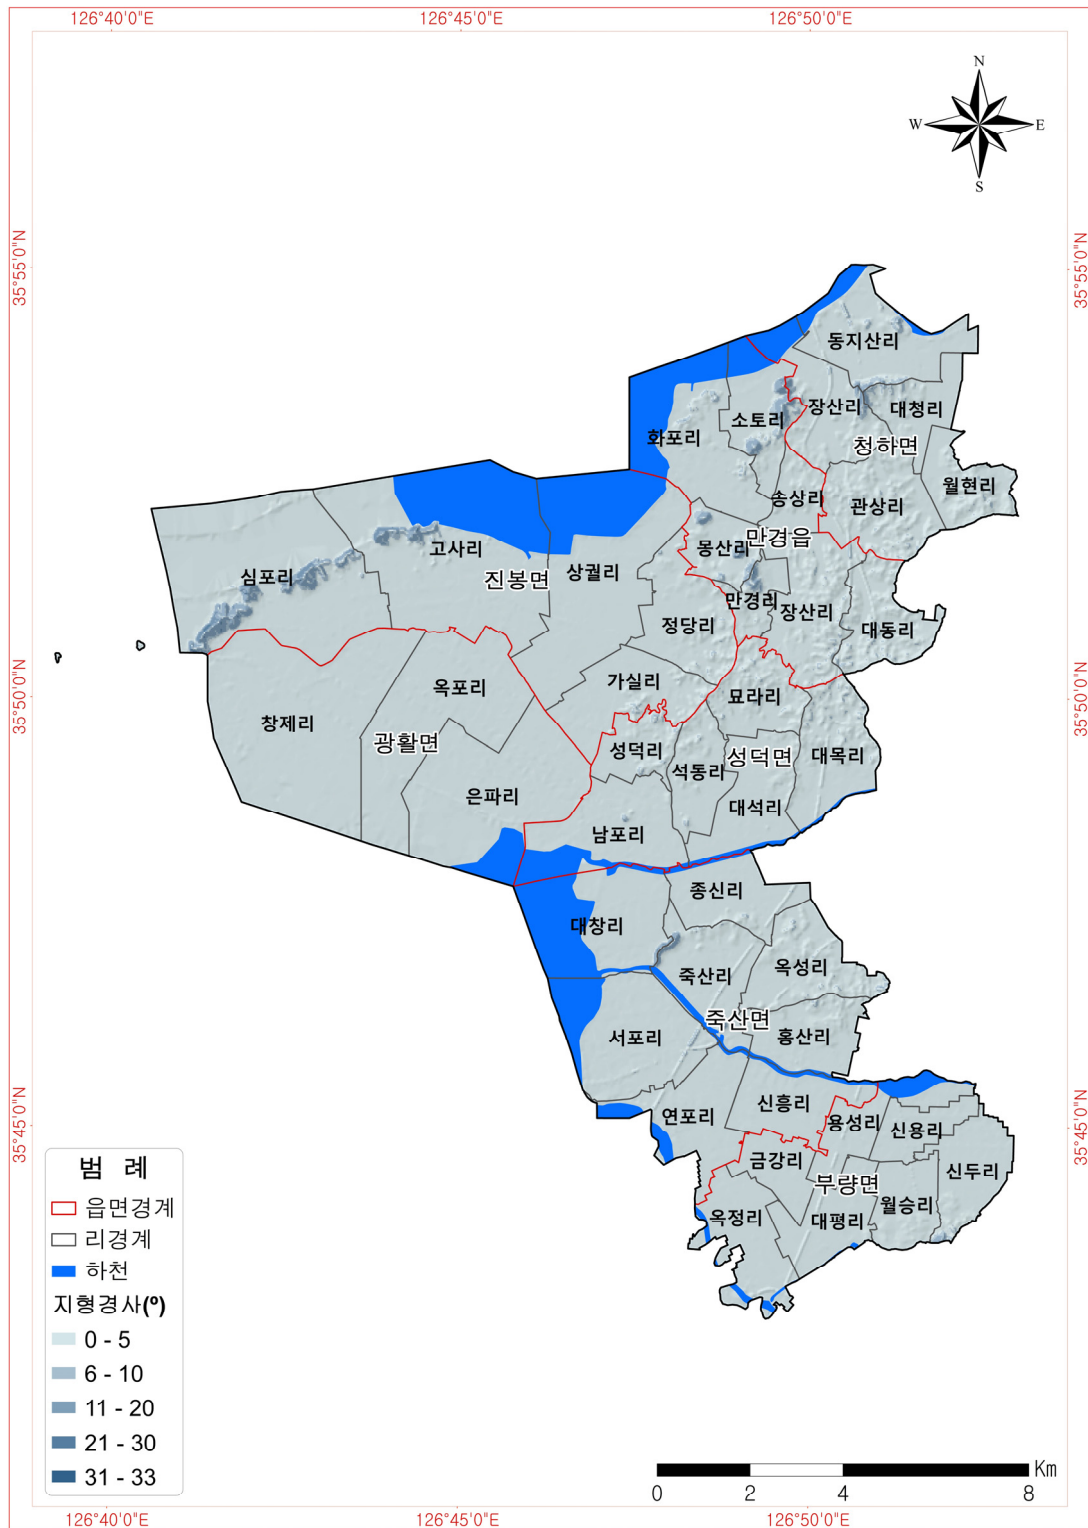 126°40'0"E
126°45'0"E
126°50'0"E
N
W
E
S
35°55'0"N
35°55'0"N
동지산리
장산리
대청리
소토리
화포리
청하면
월현리
송상리
관상리
만경읍
몽산리
고사리
상궐리
심포리
진봉면
만경리
장산리
정당리
대동리
가실리
옥포리
묘라리
35°50'0"N
35°50'0"N
창제리
광활면
성덕리
성덕면
대목리
석동리
은파리
대석리
남포리
종신리
대창리
죽산리
옥성리
죽산면
서포리
홍산리
35°45'0"N
35°45'0"N
연포리
신흥리
용성리
신용리
금강리
신두리
부량면
월승리
옥정리
대평리
범 례
읍면경계
리경계
하천
지형경사(º)
0 - 5
6 - 10
11 - 20
21 - 30
31 - 33
Km
0
2
4
8
126°40'0"E
126°45'0"E
126°50'0"E